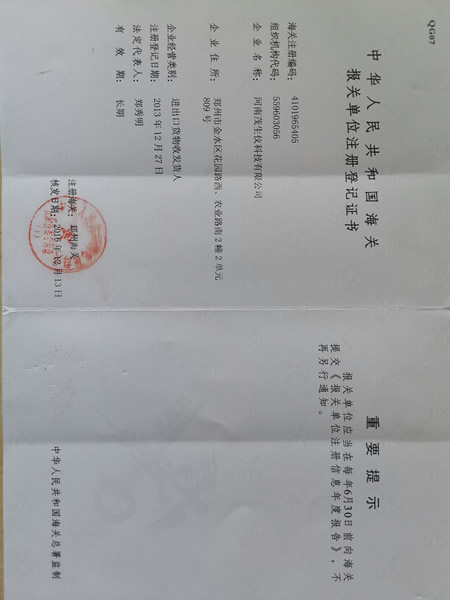 QG07
中华人民共和国海关
报关单位注册登记证书
海关注册编码： 4101965405
组织机构代码： 559603056
企业名称： 河南茂生仪科技有限公司
企业住所： 郑州市金水区花园路西、农业路南2幢2单元
809号
企业经营类别： 进出口货物收发货人
注册登记日期： 2013年12月27日
法定代表人： 郑秀明
有效期： 长期
注册海关： 郑州海关
核发日期： 2016年12月13日
重要提示
报关单位应当在每年6月30日前向海关
提交《报关单位注册信息年度报告》，不
再另行通知。
中华人民共和国海关总署监制